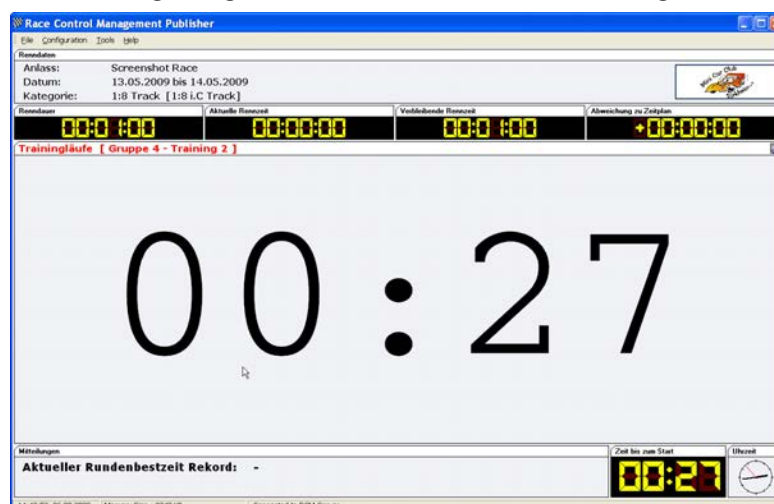 Race Control Management Publisher
File Configuration Tools Help
Renndaten
Anlass: Screenshot Race
Datum: 13.05.2009 bis 14.05.2009
Kategorie: 1:8 Track [1:8 i.C Track]
Mini Car Club
Renndauer Aktuelle Rennzeit Verbleibende Rennzeit Abweichung zu Zeitplan
00:01:00 00:00:00 00:01:00 +00:00:00
Trainingläufe [ Gruppe 4 - Training 2 ]
00:27
Mitteilungen Zeit bis zum Start Uhrzeit
Aktueller Rundenbestzeit Rekord: -
00:27